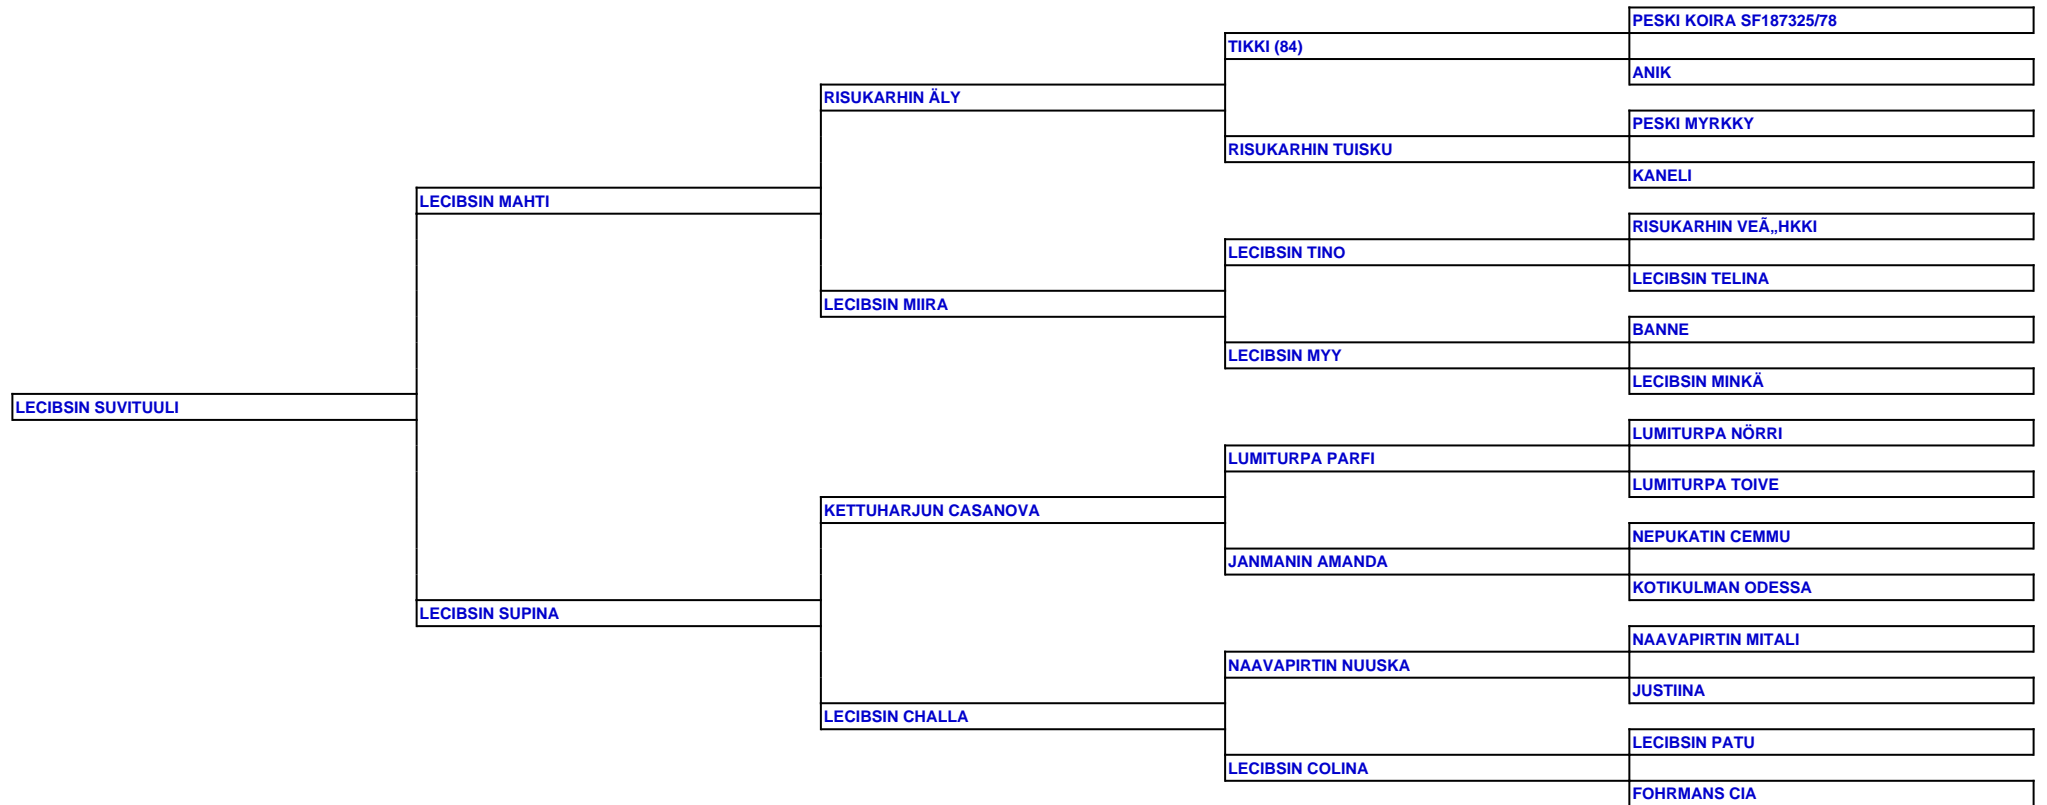 PESKI KOIRA SF187325/78
TIKKI (84)
ANIK
RISUKARHIN ÄLY
PESKI MYRKKY
RISUKARHIN TUISKU
KANELI
LECIBSIN MAHTI
RISUKARHIN VEÃ„HKKI
LECIBSIN TINO
LECIBSIN TELINA
LECIBSIN MIIRA
BANNE
LECIBSIN MYY
LECIBSIN MINKÄ
LECIBSIN SUVITUULI
LUMITURPA NÖRRI
LUMITURPA PARFI
LUMITURPA TOIVE
KETTUHARJUN CASANOVA
NEPUKATIN CEMMU
JANMANIN AMANDA
KOTIKULMAN ODESSA
LECIBSIN SUPINA
NAAVAPIRTIN MITALI
NAAVAPIRTIN NUUSKA
JUSTIINA
LECIBSIN CHALLA
LECIBSIN PATU
LECIBSIN COLINA
FOHRMANS CIA